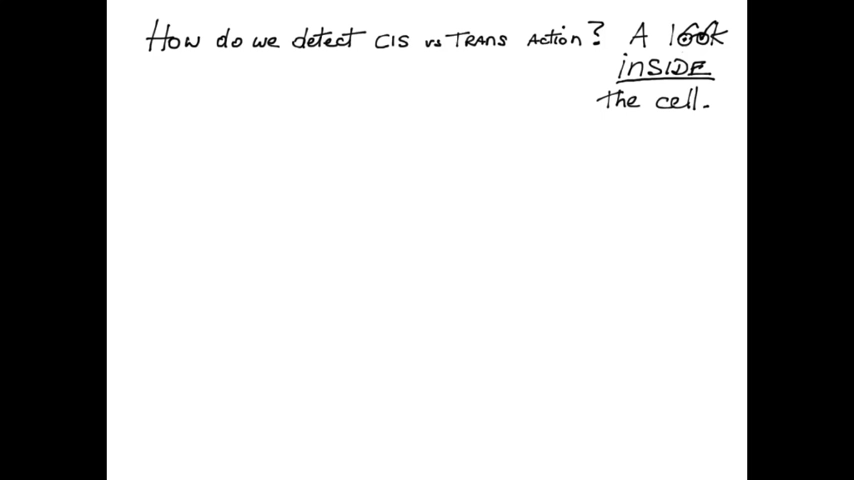 How do we detect CIS vs TRANS Action? A look
inSIDE
the cell.